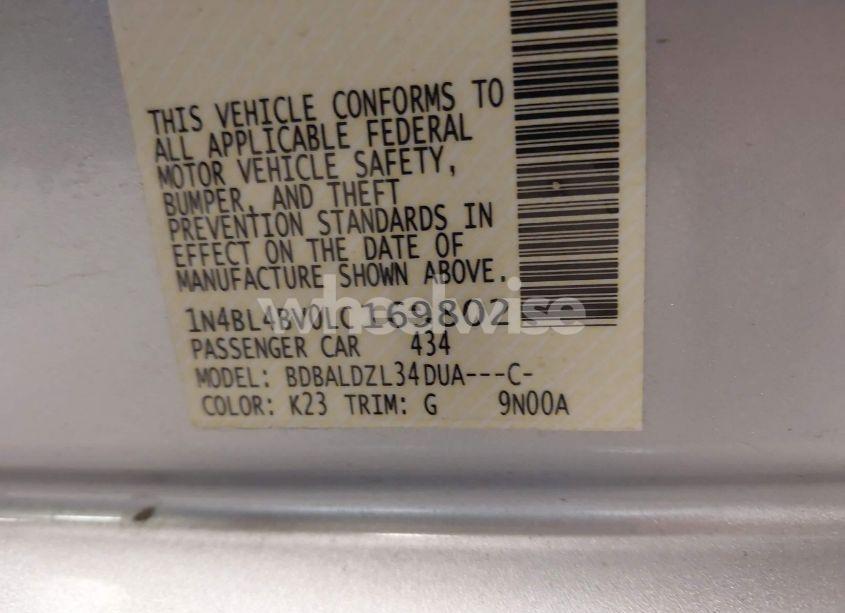 THIS VEHICLE CONFORMS TO
ALL APPLICABLE FEDERAL
MOTOR VEHICLE SAFETY,
BUMPER, AND THEFT
PREVENTION STANDARDS IN
EFFECT ON THE DATE OF
MANUFACTURE SHOWN ABOVE.
1N4BL4BV0LC169802
wheelwise
PASSENGER CAR 434
MODEL: BDBALDZL34DUA---C-
COLOR: K23 TRIM: G 9N00A